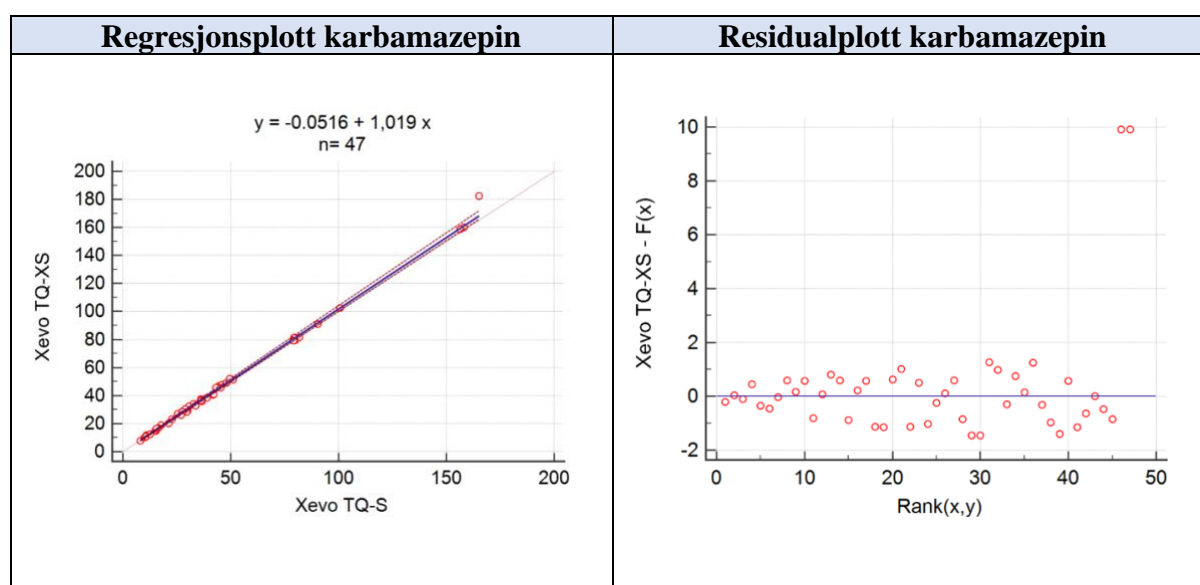 Regresjonsplott karbamazepin
Residualplott karbamazepin
y = -0.0516 + 1,019 x
n= 47
200
180
160
140
120
100
80
60
40
20
0
Xevo TQ-XS
0 50 100 150 200
Xevo TQ-S
10
8
6
4
2
0
-2
Xevo TQ-XS - F(x)
0 10 20 30 40 50
Rank(x,y)